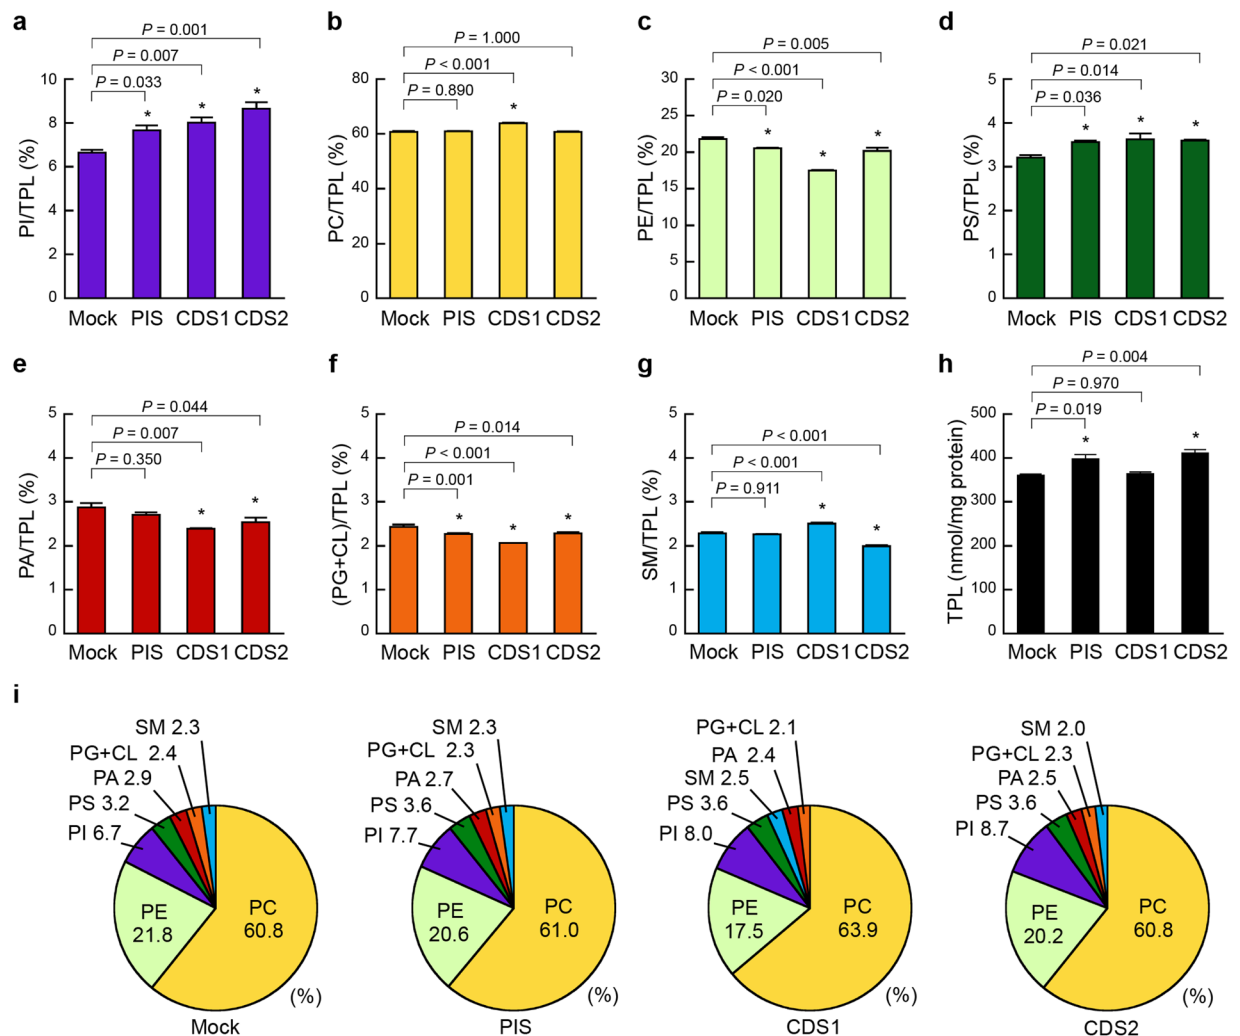 a
P = 0.001
P = 0.007
P = 0.033
PI/TPL (%)
10
8
6
4
2
0
* * *
Mock PIS CDS1 CDS2
b
P = 1.000
P < 0.001
P = 0.890
PC/TPL (%)
80
60
40
20
0
*
Mock PIS CDS1 CDS2
c
P = 0.005
P < 0.001
P = 0.020
PE/TPL (%)
30
25
20
15
10
5
0
* * *
Mock PIS CDS1 CDS2
d
P = 0.021
P = 0.014
P = 0.036
PS/TPL (%)
5
4
3
2
1
0
* * *
Mock PIS CDS1 CDS2
e
P = 0.044
P = 0.007
P = 0.350
PA/TPL (%)
5
4
3
2
1
0
* *
Mock PIS CDS1 CDS2
f
P = 0.014
P < 0.001
P = 0.001
(PG+CL)/TPL (%)
5
4
3
2
1
0
* * *
Mock PIS CDS1 CDS2
g
P < 0.001
P < 0.001
P = 0.911
SM/TPL (%)
5
4
3
2
1
0
* *
Mock PIS CDS1 CDS2
h
P = 0.004
P = 0.970
P = 0.019
TPL (nmol/mg protein)
500
400
300
200
100
0
* *
Mock PIS CDS1 CDS2
i
SM 2.3
PG+CL 2.4
PA 2.9
PS 3.2
PI 6.7
PE
21.8
PC
60.8
(%)
Mock
SM 2.3
PG+CL 2.3
PA 2.7
PS 3.6
PI 7.7
PE
20.6
PC
61.0
(%)
PIS
PG+CL 2.1
PA 2.4
SM 2.5
PS 3.6
PI 8.0
PE
17.5
PC
63.9
(%)
CDS1
SM 2.0
PG+CL 2.3
PA 2.5
PS 3.6
PI 8.7
PE
20.2
PC
60.8
(%)
CDS2